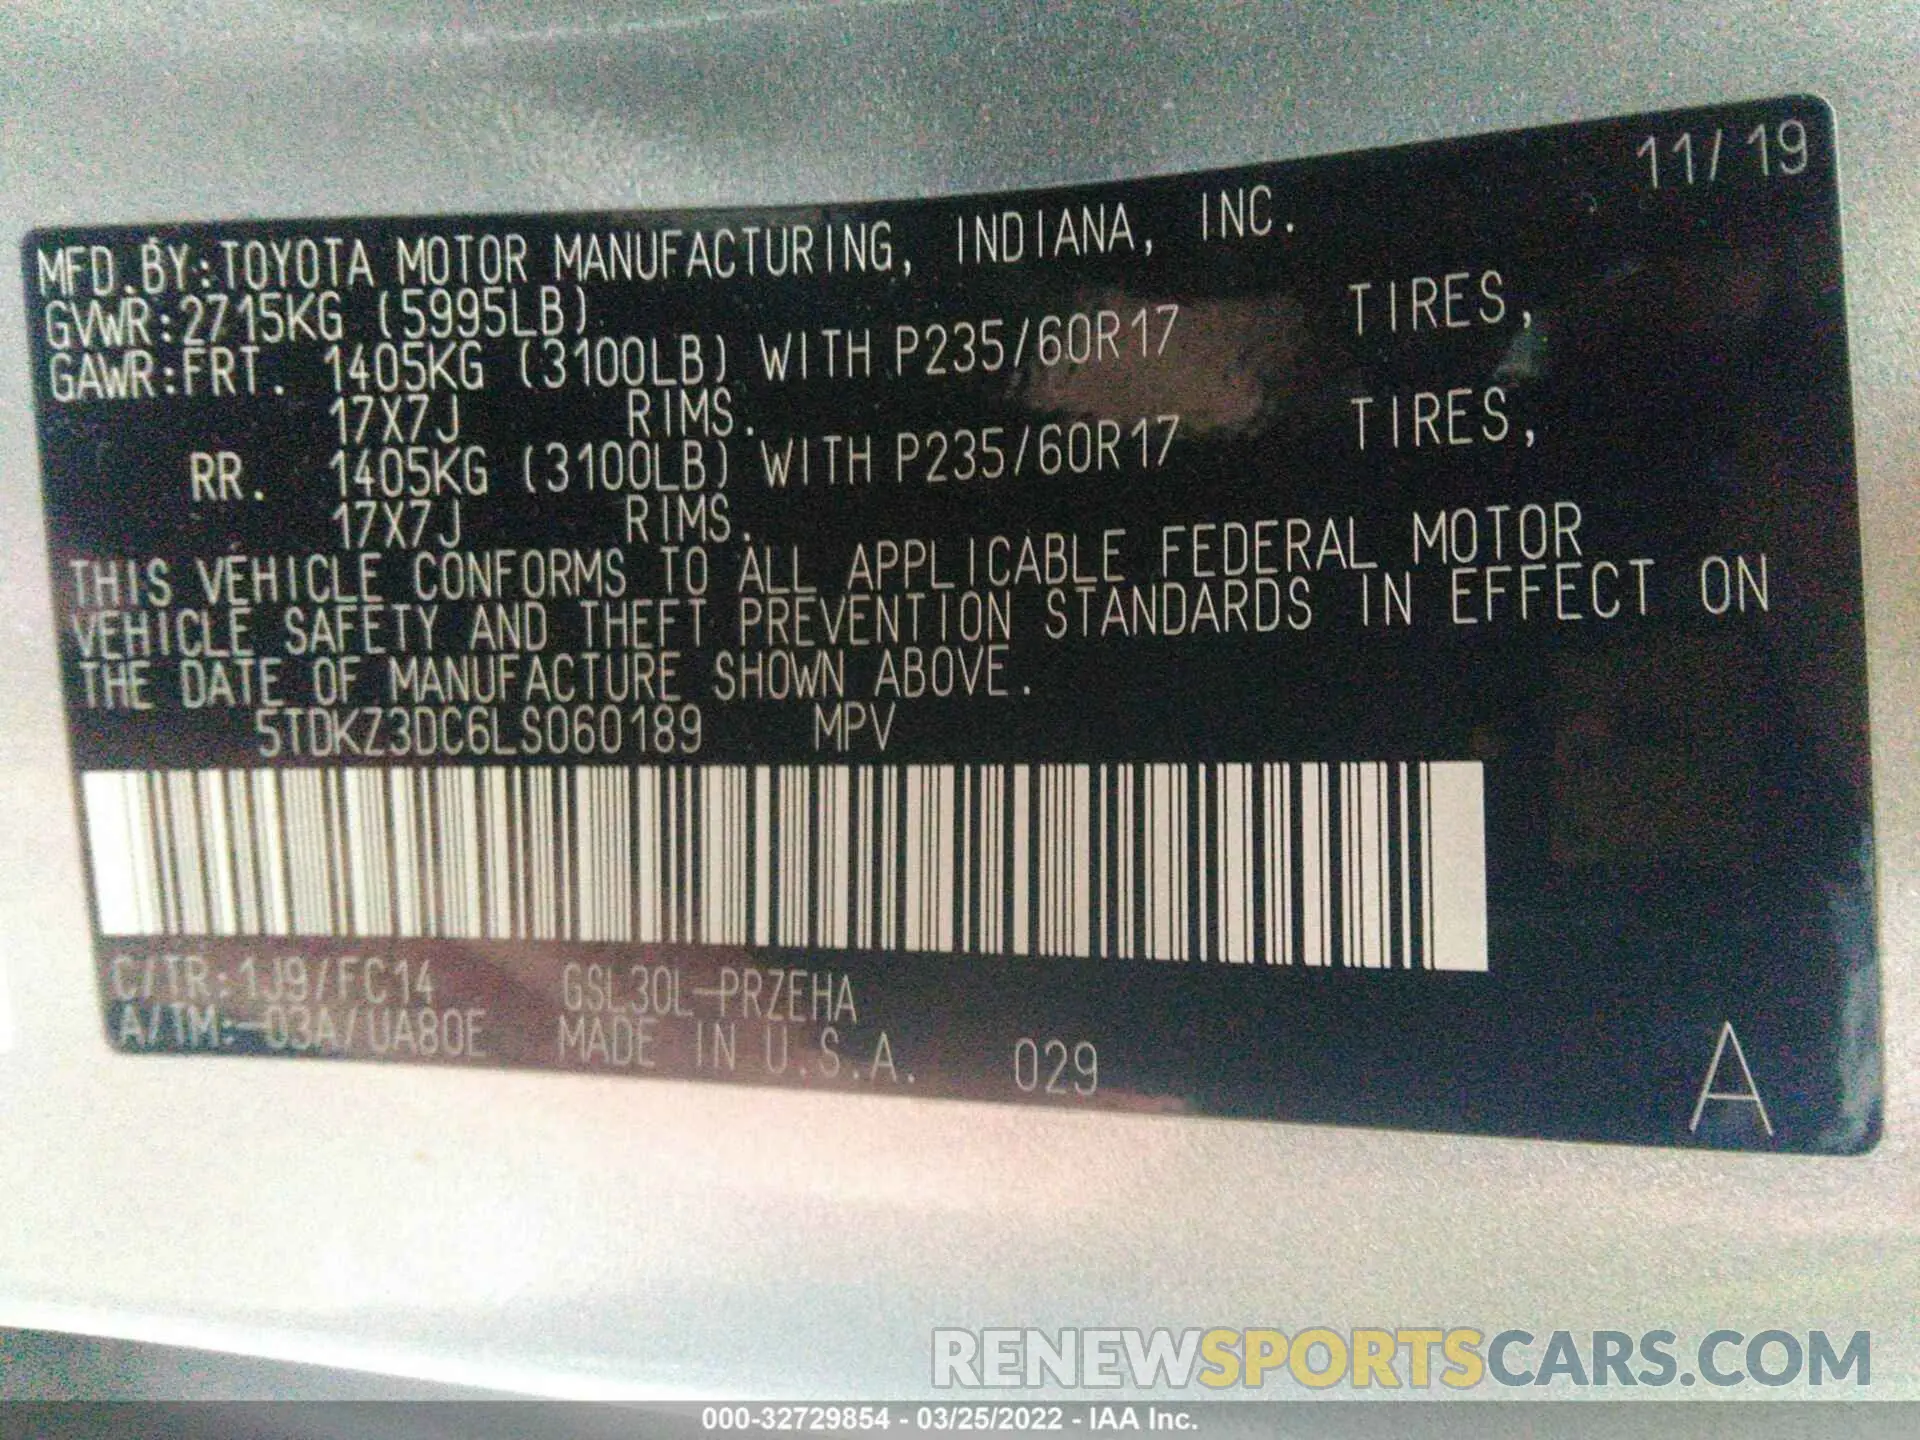 11/19
MFD.BY:TOYOTA MOTOR MANUFACTURING, INDIANA, INC.
GVWR:2715KG (5995LB)
GAWR:FRT. 1405KG (3100LB) WITH P235/60R17 TIRES,
17X7J RIMS.
RR. 1405KG (3100LB) WITH P235/60R17 TIRES,
17X7J RIMS.
THIS VEHICLE CONFORMS TO ALL APPLICABLE FEDERAL MOTOR
VEHICLE SAFETY AND THEFT PREVENTION STANDARDS IN EFFECT ON
THE DATE OF MANUFACTURE SHOWN ABOVE.
5TDKZ3DC6LS060189 MPV
C/TR:1J9/FC14 GSL30L-PRZEHA
A/TM:-03A/UA80E MADE IN U.S.A. 029
A
RENEWSPORTSCARS.COM
000-32729854 - 03/25/2022 - IAA Inc.